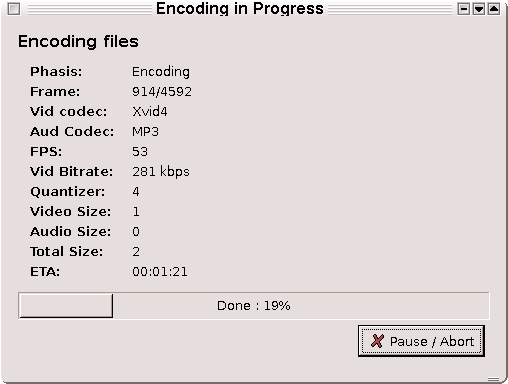 Encoding in Progress
Encoding files
Phasis: Encoding
Frame: 914/4592
Vid codec: Xvid4
Aud Codec: MP3
FPS: 53
Vid Bitrate: 281 kbps
Quantizer: 4
Video Size: 1
Audio Size: 0
Total Size: 2
ETA: 00:01:21
Done : 19%
Pause / Abort